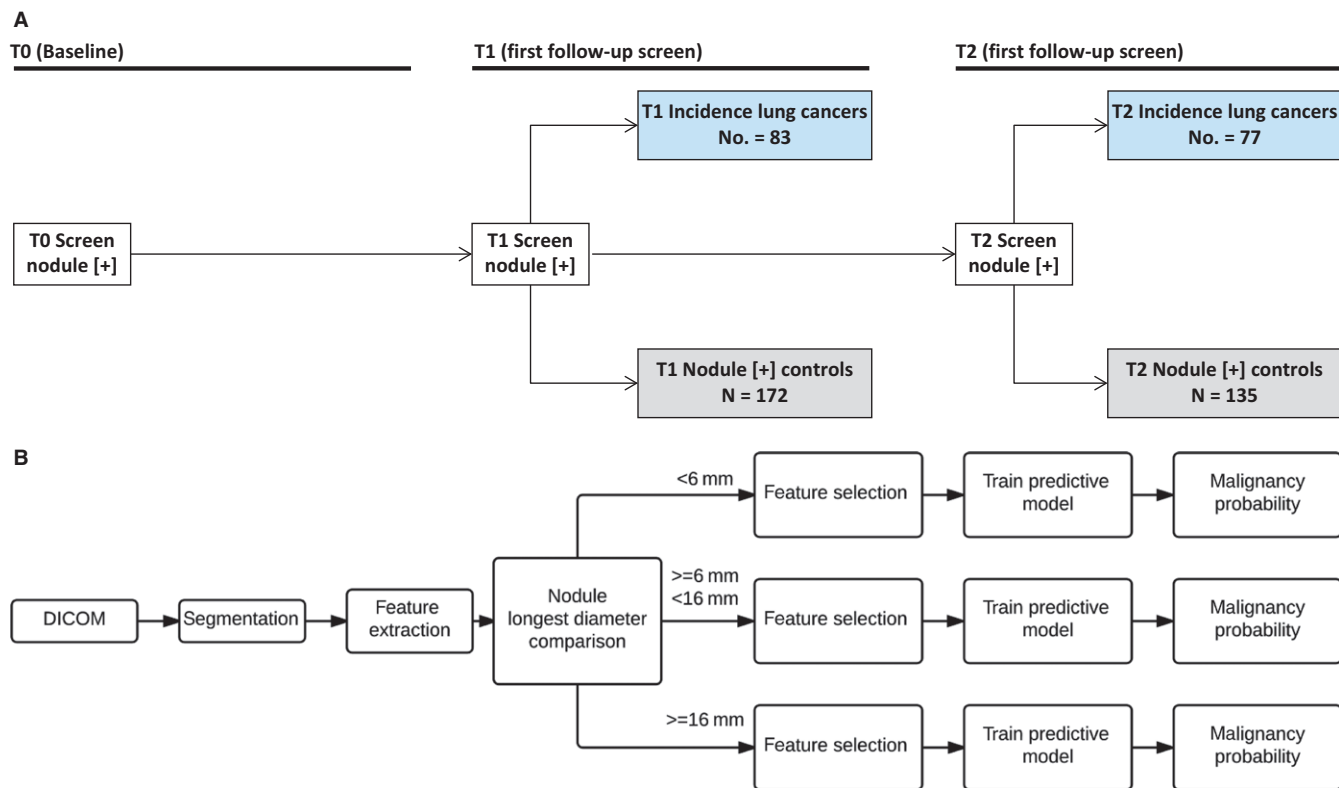 A
T0 (Baseline)
T1 (first follow-up screen)
T2 (first follow-up screen)
T1 Incidence lung cancers
No. = 83
T2 Incidence lung cancers
No. = 77
T0 Screen
nodule [+]
T1 Screen
nodule [+]
T2 Screen
nodule [+]
T1 Nodule [+] controls
N = 172
T2 Nodule [+] controls
N = 135
B
<6 mm
Feature selection
Train predictive
model
Malignancy
probability
DICOM
Segmentation
Feature
extraction
Nodule
longest diameter
comparison
>=6 mm
<16 mm
Feature selection
Train predictive
model
Malignancy
probability
>=16 mm
Feature selection
Train predictive
model
Malignancy
probability